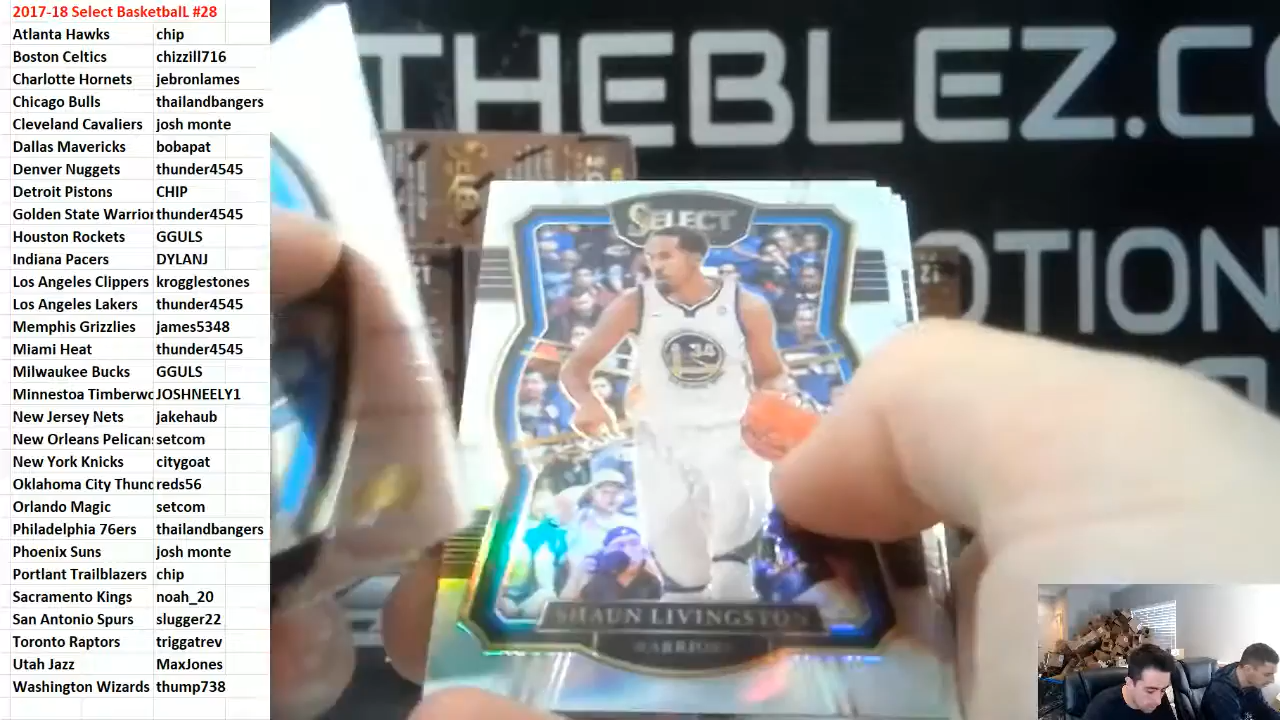 2017-18 Select BasketbalL #28
Atlanta Hawks chip
Boston Celtics chizzill716
Charlotte Hornets jebronlames
Chicago Bulls thailandbangers
Cleveland Cavaliers josh monte
Dallas Mavericks bobapat
Denver Nuggets thunder4545
Detroit Pistons CHIP
Golden State Warrior thunder4545
Houston Rockets GGULS
Indiana Pacers DYLANJ
Los Angeles Clippers krogglestones
Los Angeles Lakers thunder4545
Memphis Grizzlies james5348
Miami Heat thunder4545
Milwaukee Bucks GGULS
Minnestoa Timberwo JOSHNEELY1
New Jersey Nets jakehaub
New Orleans Pelicans setcom
New York Knicks citygoat
Oklahoma City Thund reds56
Orlando Magic setcom
Philadelphia 76ers thailandbangers
Phoenix Suns josh monte
Portlant Trailblazers chip
Sacramento Kings noah_20
San Antonio Spurs slugger22
Toronto Raptors triggatrev
Utah Jazz MaxJones
Washington Wizards thump738
THEBLEZ.CO
OTION
SELECT
34
SHAUN LIVINGSTON
WARRIORS